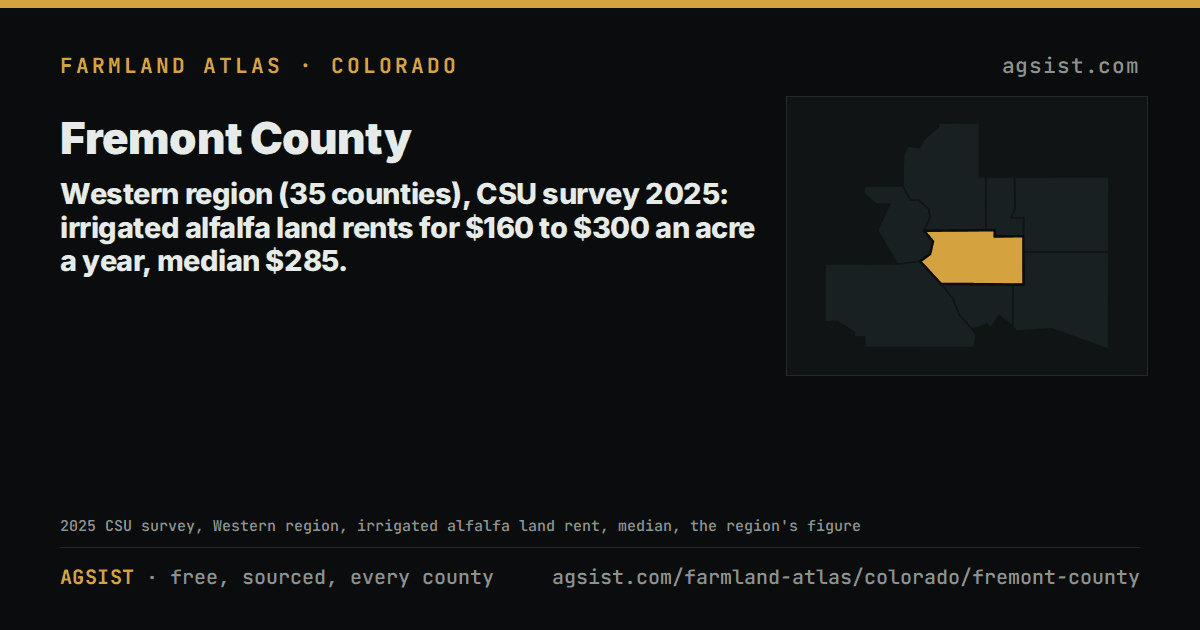 FARMLAND ATLAS · COLORADO
agsist.com
Fremont County
Western region (35 counties), CSU survey 2025:
irrigated alfalfa land rents for $160 to $300 an acre
a year, median $285.
2025 CSU survey, Western region, irrigated alfalfa land rent, median, the region's figure
AGSIST · free, sourced, every county
agsist.com/farmland-atlas/colorado/fremont-county